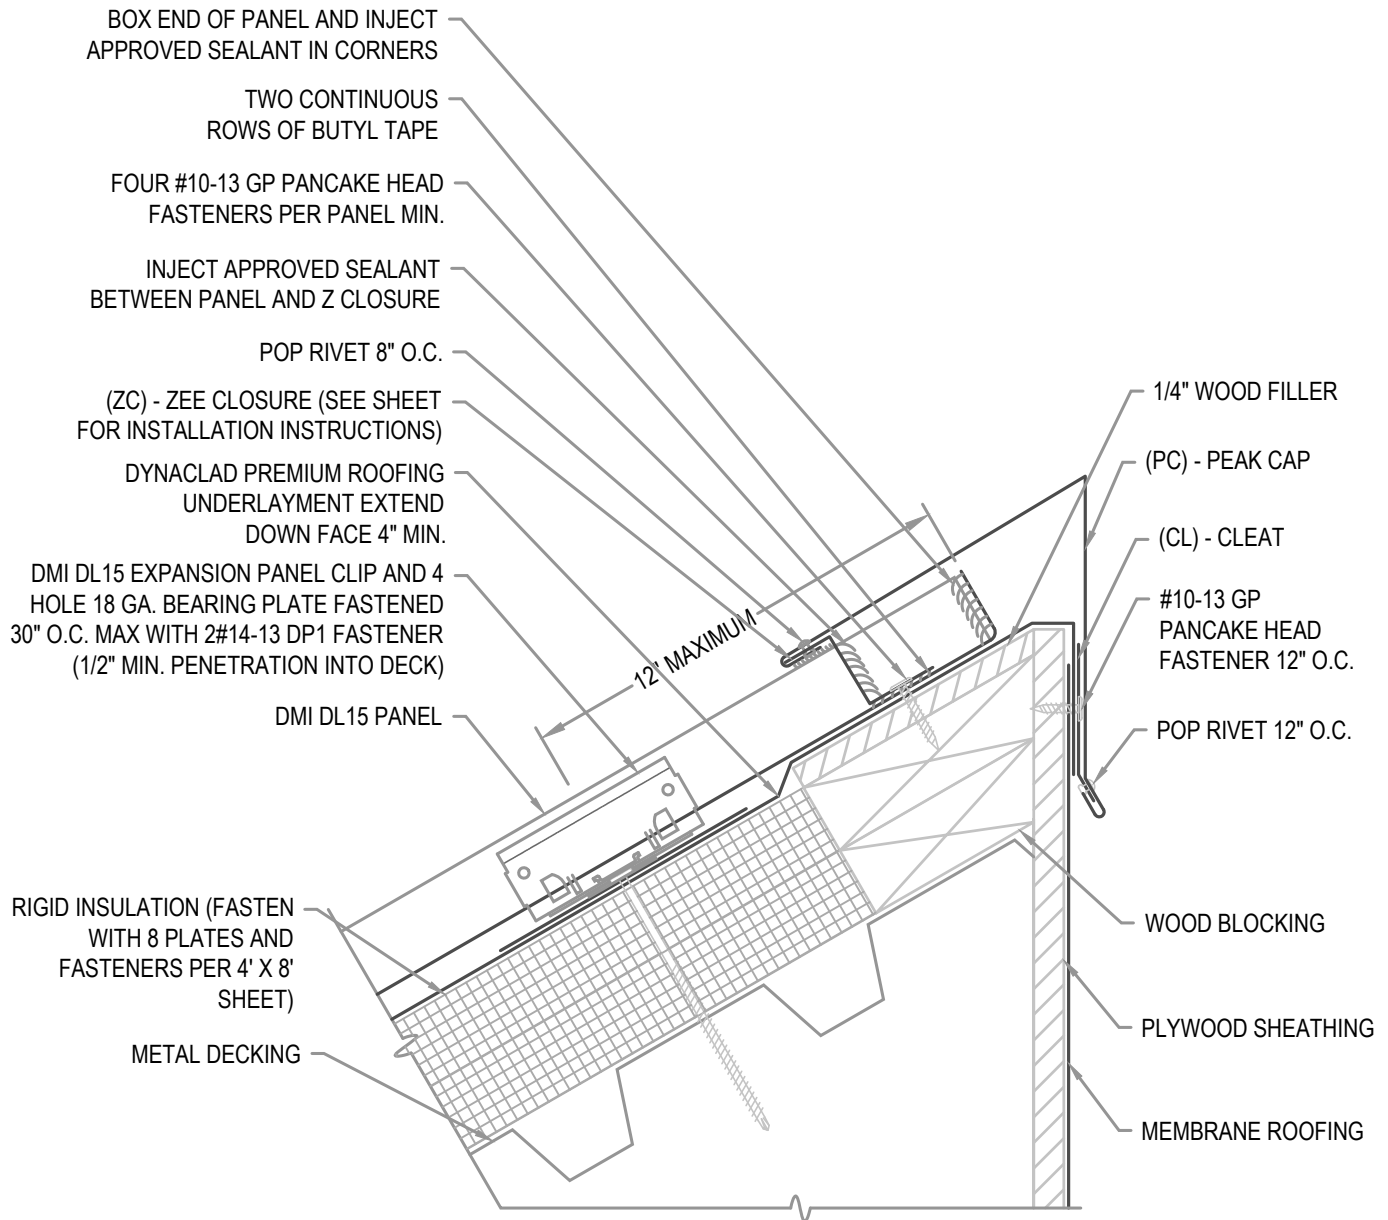 BOX END OF PANEL AND INJECT
APPROVED SEALANT IN CORNERS
TWO CONTINUOUS
ROWS OF BUTYL TAPE
FOUR #10-13 GP PANCAKE HEAD
FASTENERS PER PANEL MIN.
INJECT APPROVED SEALANT
BETWEEN PANEL AND Z CLOSURE
POP RIVET 8" O.C.
(ZC) - ZEE CLOSURE (SEE SHEET
FOR INSTALLATION INSTRUCTIONS)
DYNACLAD PREMIUM ROOFING
UNDERLAYMENT EXTEND
DOWN FACE 4" MIN.
DMI DL15 EXPANSION PANEL CLIP AND 4
HOLE 18 GA. BEARING PLATE FASTENED
30" O.C. MAX WITH 2#14-13 DP1 FASTENER
(1/2" MIN. PENETRATION INTO DECK)
DMI DL15 PANEL
RIGID INSULATION (FASTEN
WITH 8 PLATES AND
FASTENERS PER 4' X 8'
SHEET)
METAL DECKING
12" MAXIMUM
1/4" WOOD FILLER
(PC) - PEAK CAP
(CL) - CLEAT
#10-13 GP
PANCAKE HEAD
FASTENER 12" O.C.
POP RIVET 12" O.C.
WOOD BLOCKING
PLYWOOD SHEATHING
MEMBRANE ROOFING